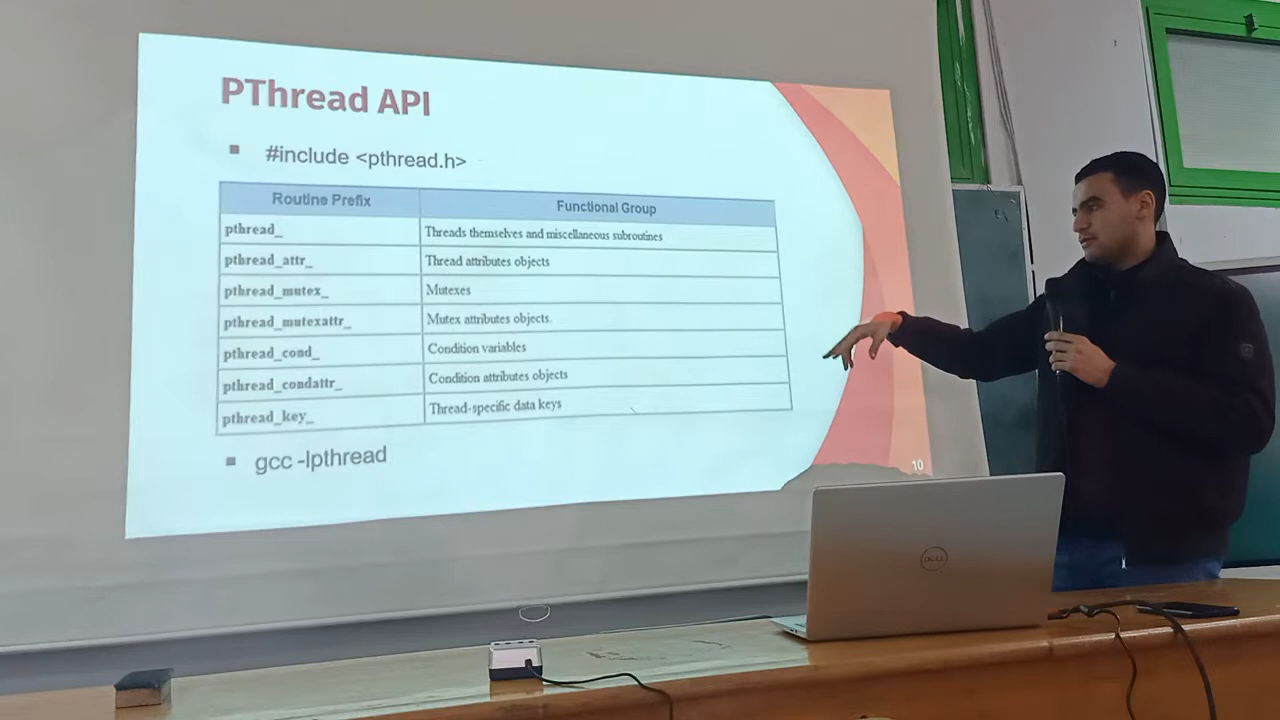 PThread API
#include <pthread.h>
Routine Prefix Functional Group
pthread_ Threads themselves and miscellaneous subroutines
pthread_attr_ Thread attributes objects
pthread_mutex_ Mutexes
pthread_mutexattr_ Mutex attributes objects.
pthread_cond_ Condition variables
pthread_condattr_ Condition attributes objects
pthread_key_ Thread-specific data keys
gcc -lpthread
10
DELL